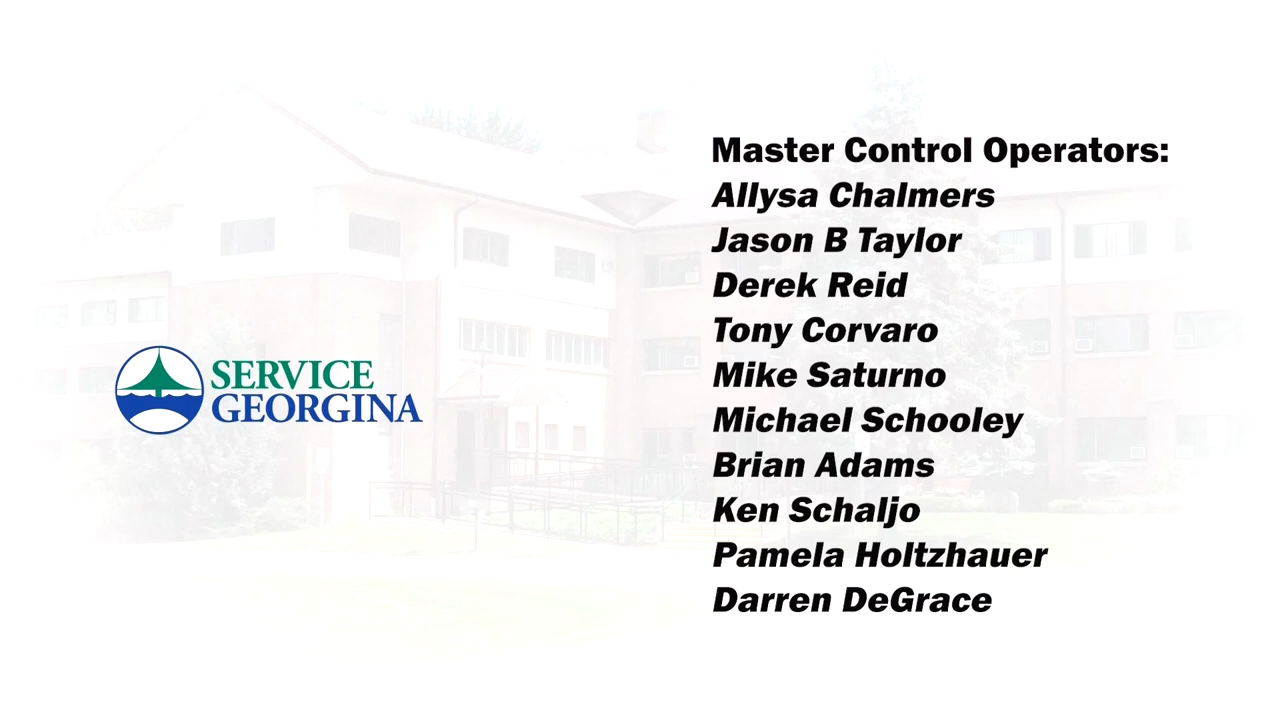 SERVICE
GEORGINA
Master Control Operators:
Allysa Chalmers
Jason B Taylor
Derek Reid
Tony Corvaro
Mike Saturno
Michael Schooley
Brian Adams
Ken Schaljo
Pamela Holtzhauer
Darren DeGrace